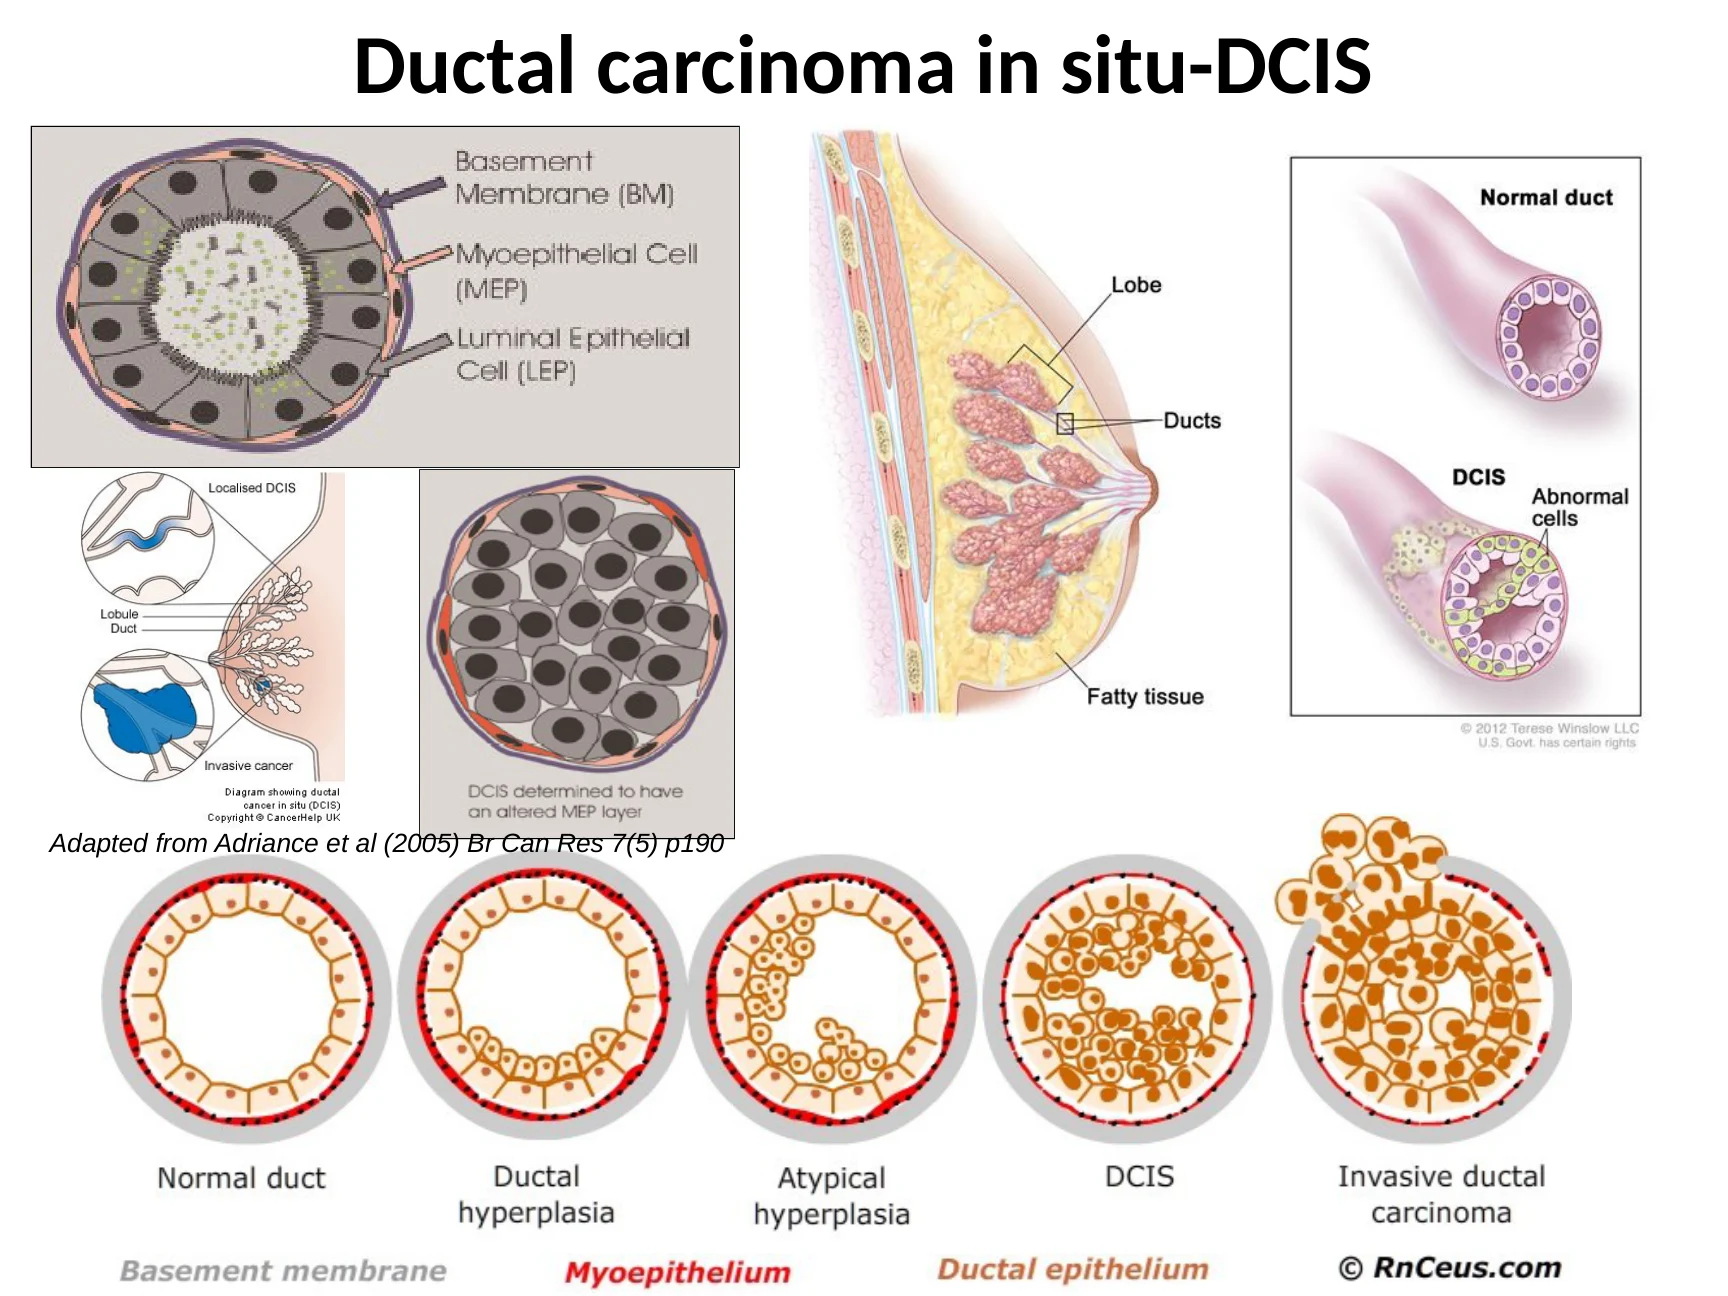 Ductal carcinoma in situ-DCIS
Basement
Membrane (BM)
Myoepithelial Cell
(MEP)
Luminal Epithelial
Cell (LEP)
Localised DCIS
Lobule
Duct
Invasive cancer
Diagram showing ductal
cancer in situ (DCIS)
Copyright © CancerHelp UK
DCIS determined to have
an altered MEP layer
Adapted from Adriance et al (2005) Br Can Res 7(5) p190
Lobe
Ducts
Fatty tissue
Normal duct
DCIS
Abnormal
cells
© 2012 Terese Winslow LLC
U.S. Govt. has certain rights
Normal duct
Ductal
hyperplasia
Atypical
hyperplasia
DCIS
Invasive ductal
carcinoma
Basement membrane
Myoepithelium
Ductal epithelium
© RnCeus.com